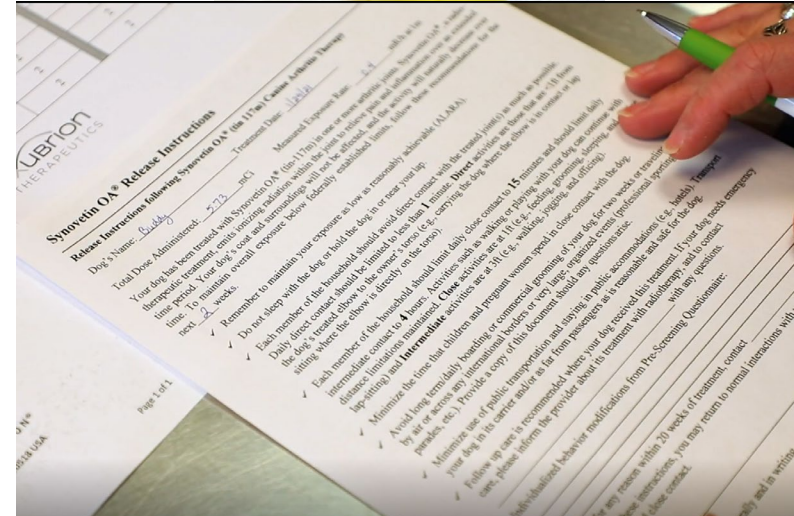 UBRION
THERAPEUTICS
Synovetin OA® Release Instructions
Release Instructions following Synovetin OA® (tin 117m) Canine Arthritis Therapy
Dog's Name: Buddy Treatment Date:
Total Dose Administered: 5.73 mCi Measured Exposure Rate: 0.4 mR/h at 1m
Your dog has been treated with Synovetin OA® (tin-117m) in one or more arthritic joints. Synovetin OA®, a radio-
therapeutic treatment, emits ionizing radiation within the joint to relieve pain and inflammation over an extended
time period. Your dog's coat and surroundings will not be affected, and the activity will naturally decrease over
time. To maintain overall exposure below federally established limits, follow these recommendations for the
next 2 weeks.
✓ Remember to maintain your exposure as low as reasonably achievable (ALARA).
✓ Do not sleep with the dog or hold the dog in or near your lap.
✓ Each member of the household should avoid direct contact with the treated joint(s) as much as possible.
Daily direct contact should be limited to less than 1 minute. Direct activities are those that are <1ft from
the dog's treated elbow to the owner's torso (e.g., carrying the dog where the elbow is in contact or lap
sitting where the elbow is directly on the torso).
✓ Each member of the household should limit daily close contact to 15 minutes and should limit daily
intermediate contact to 4 hours. Activities such as walking or playing with your dog can continue with
distance limitations maintained. Close activities are at 1ft (e.g., feeding, grooming, petting, and
lap-sitting) and Intermediate activities are at 3ft (e.g., walking, jogging, and officing).
✓ Minimize the time that children and pregnant women spend in close contact with the dog.
✓ Avoid long term/daily boarding or commercial grooming of your dog for two weeks or traveling
by air or across any international borders or very large, organized events (professional sporting
parades, etc.). Provide a copy of this document should any questions arise.
✓ Minimize use of public transportation and staying in public accommodations (e.g., hotels). Transport
your dog in its carrier and/or as far from passengers as is reasonable and safe for the dog.
✓ Follow up care is recommended where your dog received this treatment. If your dog needs emergency
care, please inform the provider about its treatment with radiotherapy, and to contact
with any questions.
Individualized behavior modifications from Pre-Screening Questionnaire:
for any reason within 20 weeks of treatment, contact
these instructions, you may return to normal interactions with
close contact.
ally and in writing
Page 1 of 1
N®
USA